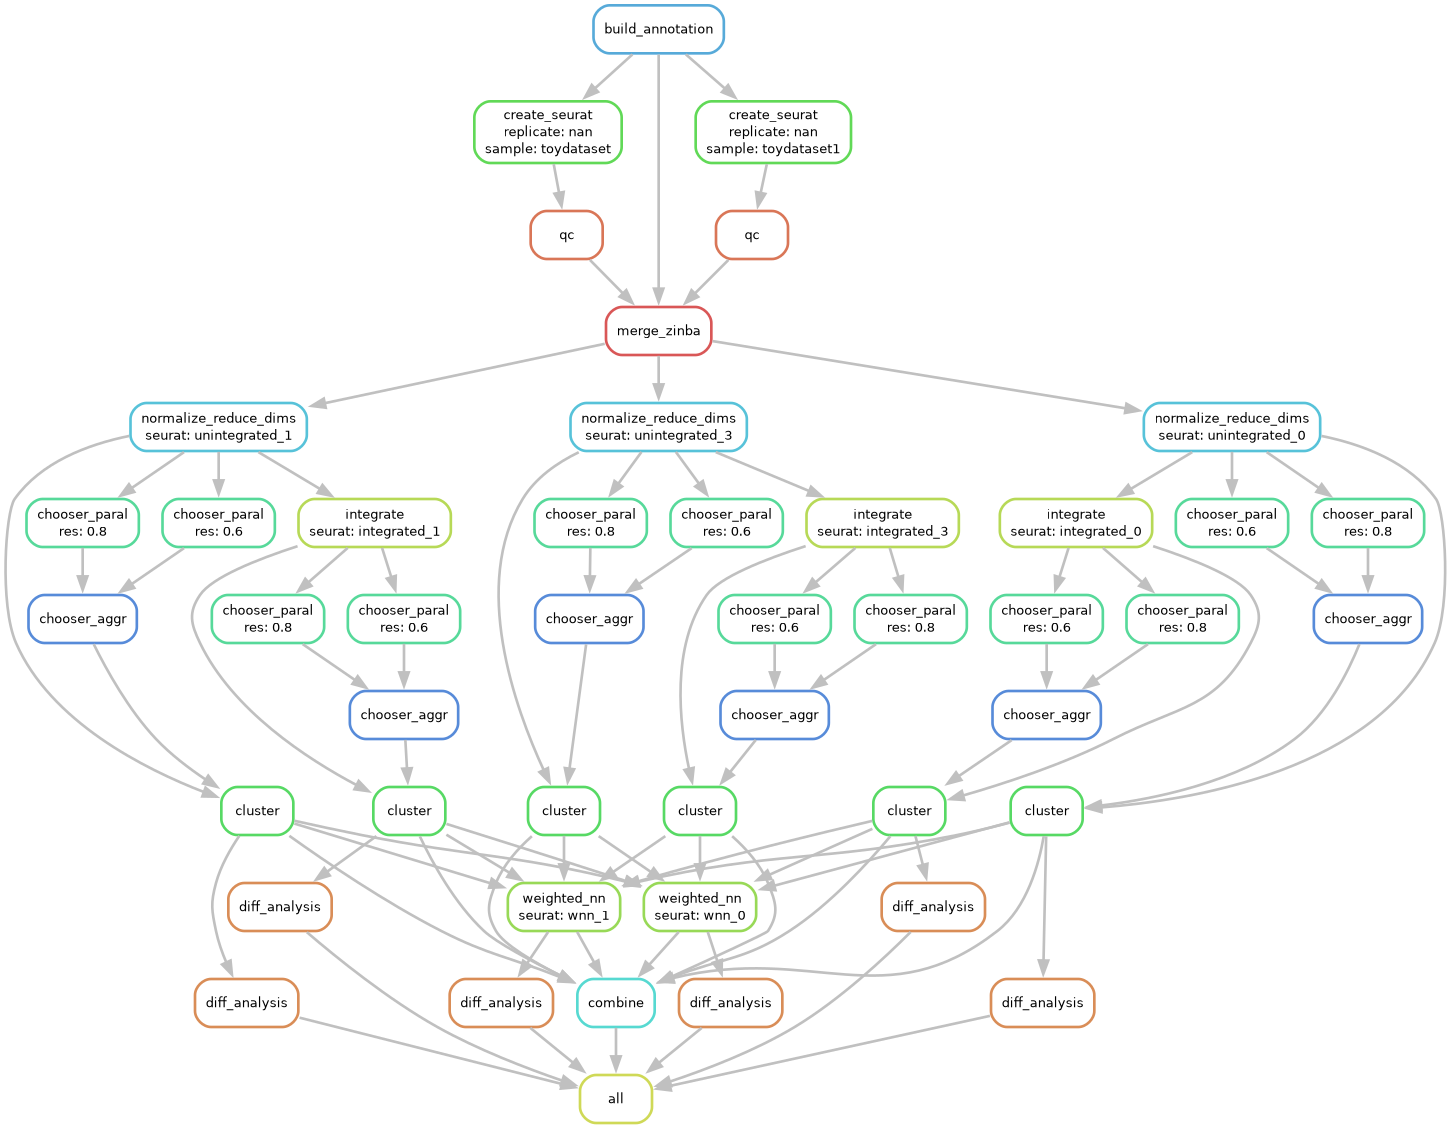 build_annotation
create_seurat
replicate: nan
sample: toydataset
create_seurat
replicate: nan
sample: toydataset1
qc
qc
merge_zinba
normalize_reduce_dims
seurat: unintegrated_1
normalize_reduce_dims
seurat: unintegrated_3
normalize_reduce_dims
seurat: unintegrated_0
chooser_paral
res: 0.8
chooser_paral
res: 0.6
integrate
seurat: integrated_1
chooser_paral
res: 0.8
chooser_paral
res: 0.6
integrate
seurat: integrated_3
integrate
seurat: integrated_0
chooser_paral
res: 0.6
chooser_paral
res: 0.8
chooser_aggr
chooser_paral
res: 0.8
chooser_paral
res: 0.6
chooser_aggr
chooser_paral
res: 0.6
chooser_paral
res: 0.8
chooser_paral
res: 0.6
chooser_paral
res: 0.8
chooser_aggr
chooser_aggr
chooser_aggr
chooser_aggr
cluster
cluster
cluster
cluster
cluster
cluster
diff_analysis
weighted_nn
seurat: wnn_1
weighted_nn
seurat: wnn_0
diff_analysis
diff_analysis
diff_analysis
combine
diff_analysis
diff_analysis
all